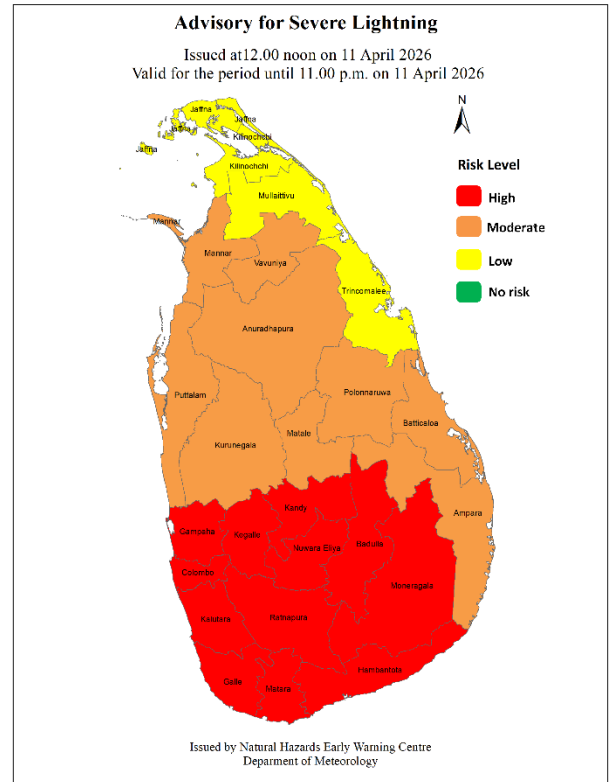 Advisory for Severe Lightning
Issued at12.00 noon on 11 April 2026
Valid for the period until 11.00 p.m. on 11 April 2026
N
Jaffna
Jaffna
Jaffna
Kilinochchi
Jaffna
Kilinochchi
Mullaittivu
Risk Level
High
Moderate
Low
No risk
Mannar
Mannar
Vavuniya
Trincomalee
Anuradhapura
Puttalam
Polonnaruwa
Batticaloa
Kurunegala
Matale
Ampara
Kandy
Gampaha
Kegalle
Nuwara Eliya
Badulla
Colombo
Moneragala
Kalutara
Ratnapura
Hambantota
Galle
Matara
Issued by Natural Hazards Early Warning Centre
Deparment of Meteorology